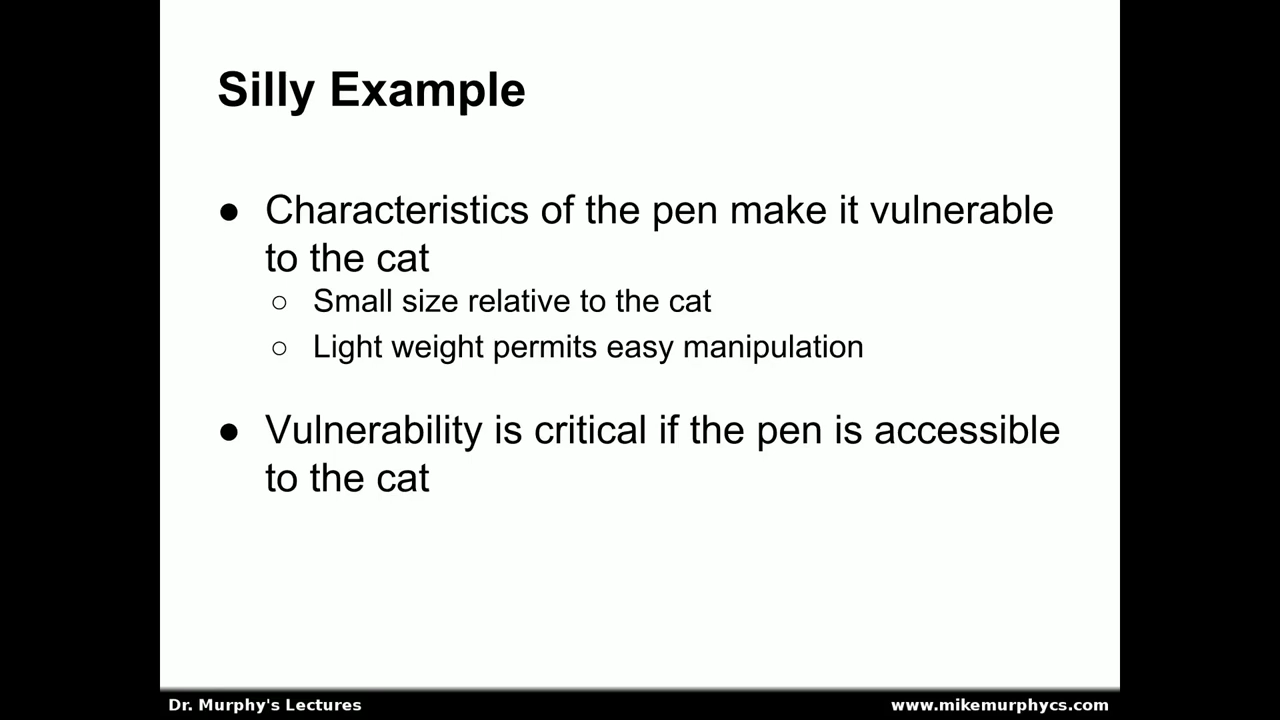 Silly Example
● Characteristics of the pen make it vulnerable
to the cat
○ Small size relative to the cat
○ Light weight permits easy manipulation
● Vulnerability is critical if the pen is accessible
to the cat
Dr. Murphy's Lectures
www.mikemurphycs.com